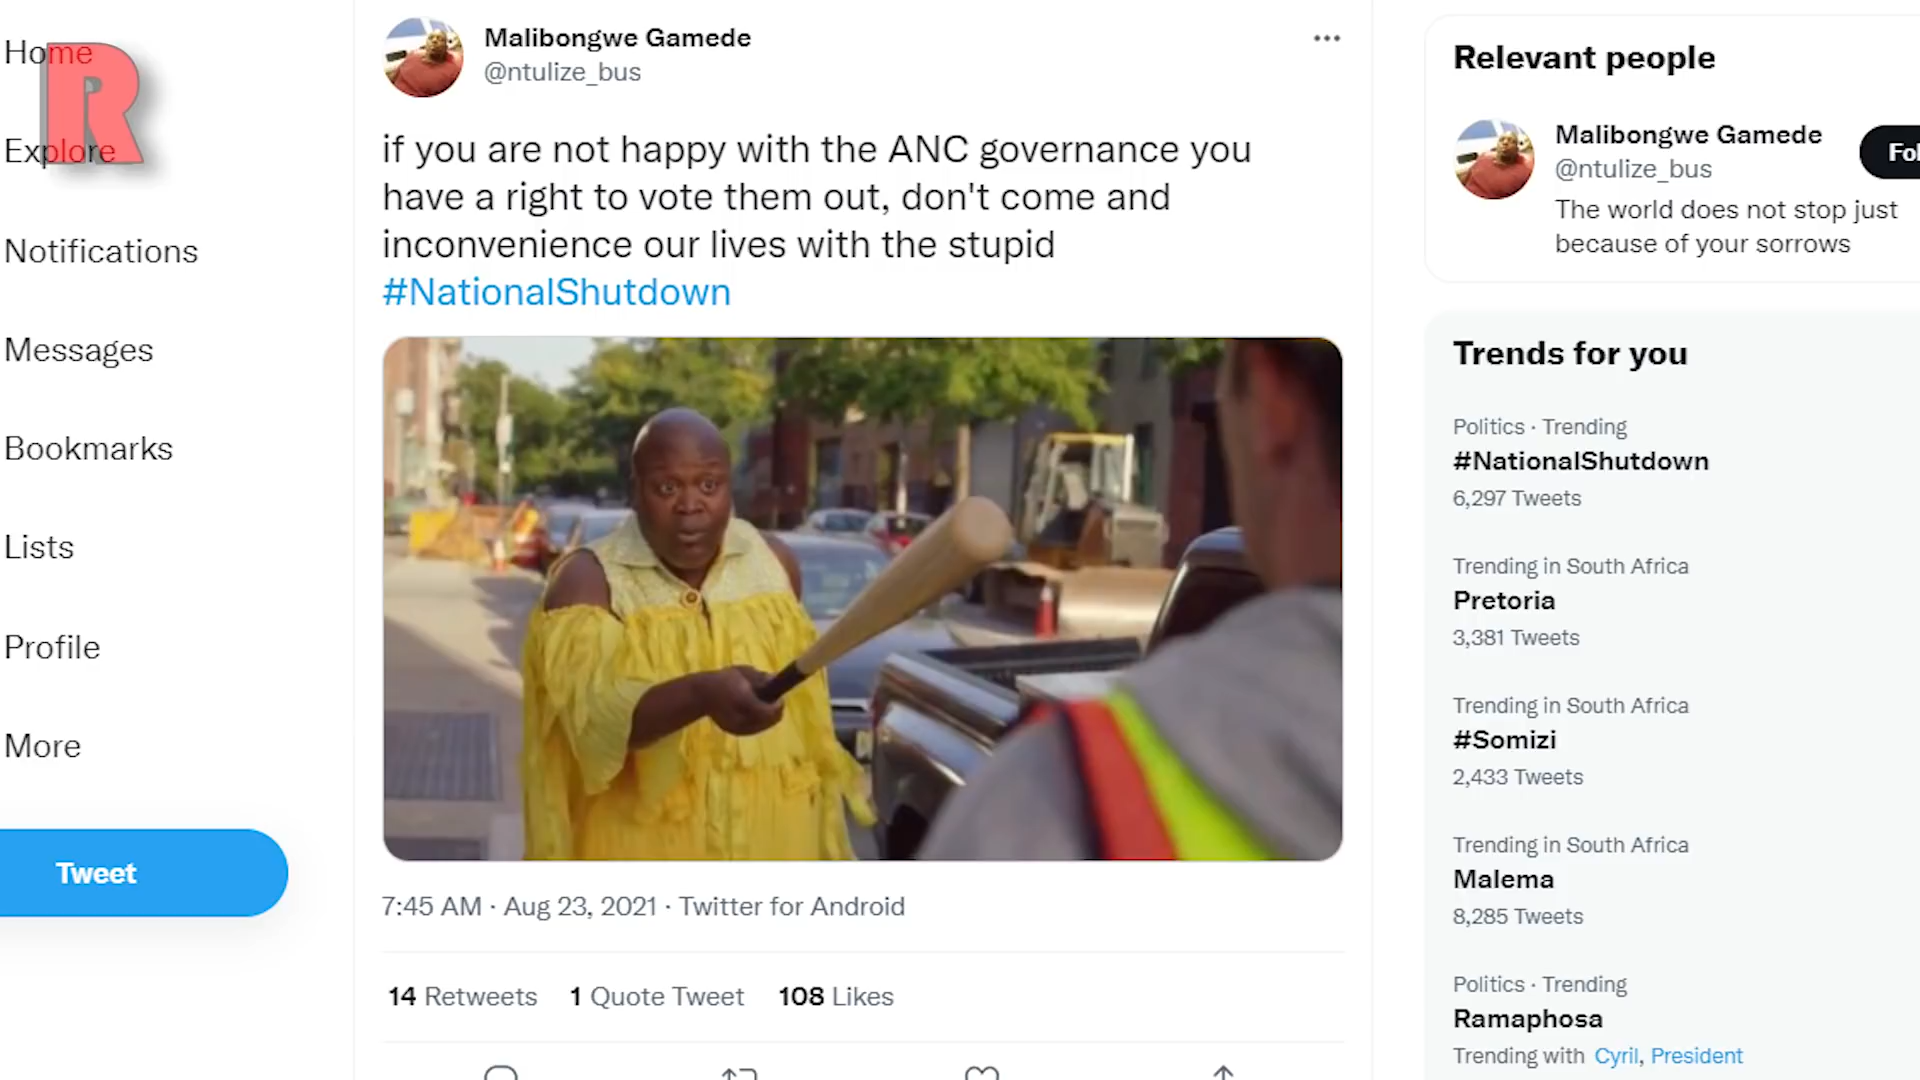 Home
R
Explore
Notifications
Messages
Bookmarks
Lists
Profile
More
Tweet
Malibongwe Gamede
@ntulize_bus
if you are not happy with the ANC governance you
have a right to vote them out, don't come and
inconvenience our lives with the stupid
#NationalShutdown
7:45 AM · Aug 23, 2021 · Twitter for Android
14 Retweets 1 Quote Tweet 108 Likes
Relevant people
Malibongwe Gamede
@ntulize_bus
Fol
The world does not stop just
because of your sorrows
Trends for you
Politics · Trending
#NationalShutdown
6,297 Tweets
Trending in South Africa
Pretoria
3,381 Tweets
Trending in South Africa
#Somizi
2,433 Tweets
Trending in South Africa
Malema
8,285 Tweets
Politics · Trending
Ramaphosa
Trending with Cyril, President